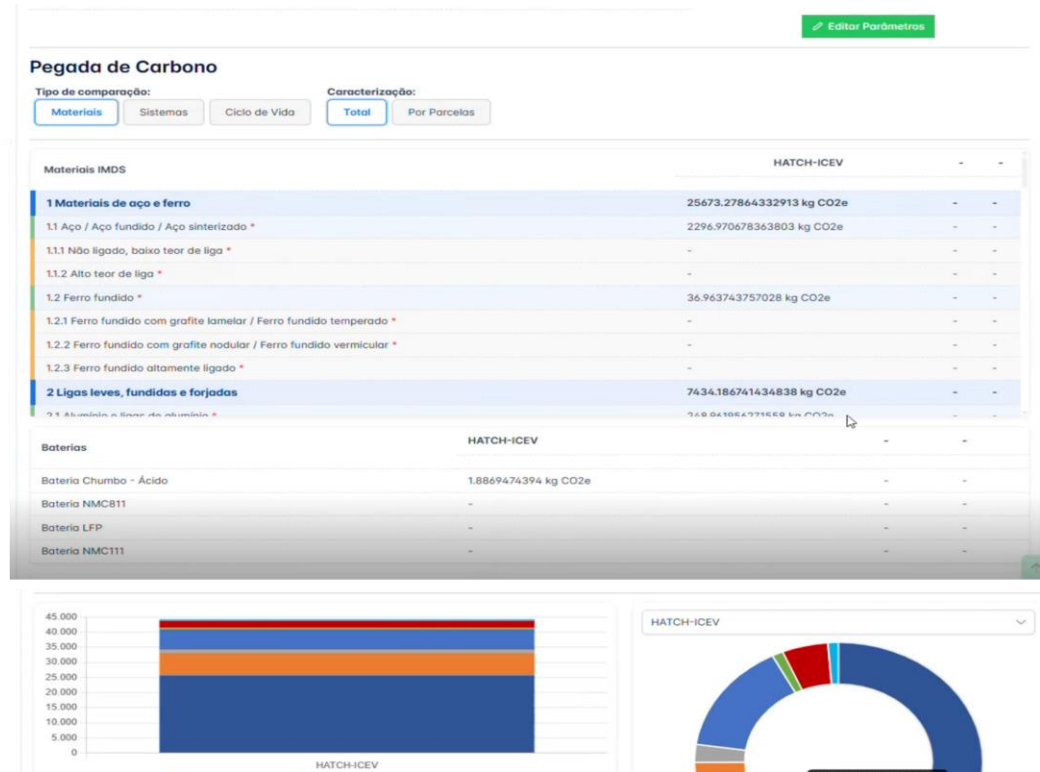 Editar Parâmetros
Pegada de Carbono
Tipo de comparação: Caracterização:
Materiais Sistemas Ciclo de Vida Total Por Parcelas
Materiais IMDS HATCH-ICEV - -
1 Materiais de aço e ferro 25673.27864332913 kg CO2e - -
1.1 Aço / Aço fundido / Aço sinterizado * 2296.970678363803 kg CO2e - -
1.1.1 Não ligado, baixo teor de liga * - - -
1.1.2 Alto teor de liga * - - -
1.2 Ferro fundido * 36.963743757028 kg CO2e - -
1.2.1 Ferro fundido com grafite lamelar / Ferro fundido temperado * - - -
1.2.2 Ferro fundido com grafite nodular / Ferro fundido vermicular * - - -
1.2.3 Ferro fundido altamente ligado * - - -
2 Ligas leves, fundidas e forjadas 7434.186741434838 kg CO2e - -
2.1 Alumínio e ligas de alumínio *
Baterias HATCH-ICEV - -
Bateria Chumbo - Ácido 1.8869474394 kg CO2e - -
Bateria NMC811 - - -
Bateria LFP - - -
Bateria NMC111 - - -
45.000
40.000
35.000
30.000
25.000
20.000
15.000
10.000
5.000
0
HATCH-ICEV
HATCH-ICEV